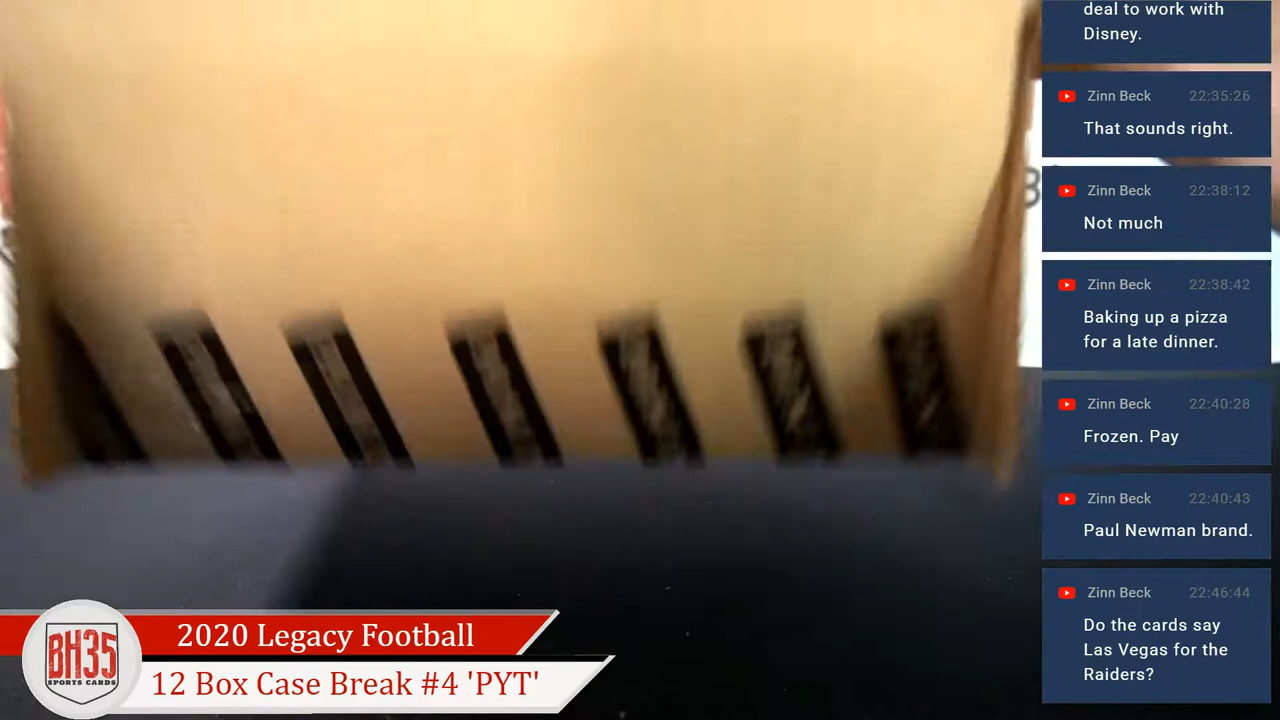 deal to work with
Disney.
Zinn Beck 22:35:26
That sounds right.
Zinn Beck 22:38:12
Not much
Zinn Beck 22:38:42
Baking up a pizza
for a late dinner.
Zinn Beck 22:40:28
Frozen. Pay
Zinn Beck 22:40:43
Paul Newman brand.
Zinn Beck 22:46:44
Do the cards say
Las Vegas for the
Raiders?
2020 Legacy Football
12 Box Case Break #4 'PYT'
BH35
SPORTS CARDS